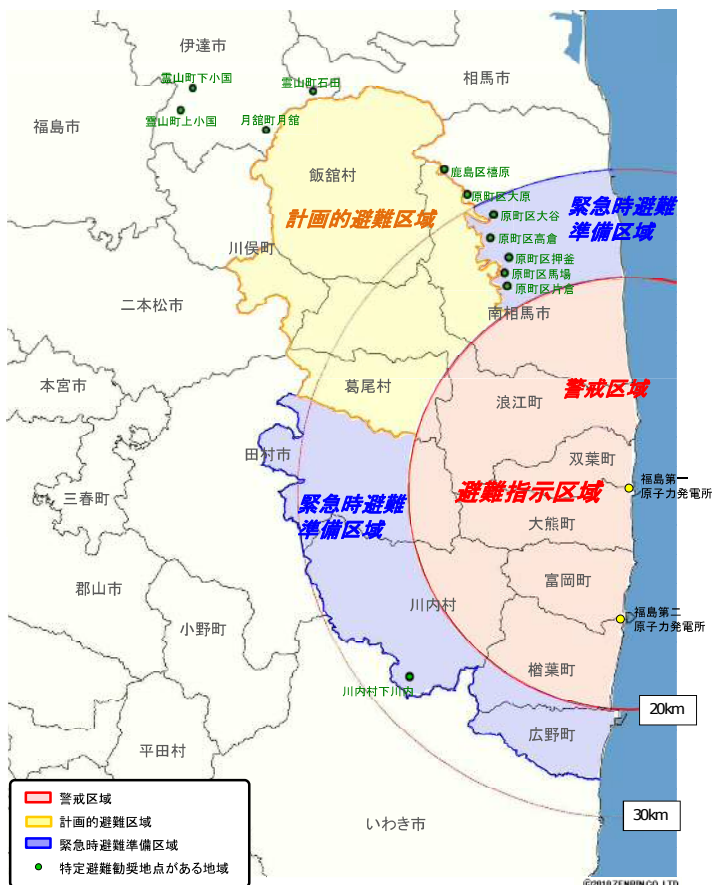 伊達市
霊山町下小国
霊山町石田
相馬市
霊山町上小国
月舘町月舘
福島市
飯舘村
鹿島区橲原
原町区大原
緊急時避難
準備区域
原町区大谷
計画的避難区域
原町区高倉
川俣町
原町区押釜
原町区馬場
原町区片倉
二本松市
南相馬市
本宮市
葛尾村
浪江町
警戒区域
田村市
双葉町
福島第一
原子力発電所
三春町
緊急時避難
準備区域
避難指示区域
大熊町
郡山市
富岡町
川内村
小野町
福島第二
原子力発電所
楢葉町
川内村下川内
20km
広野町
平田村
いわき市
30km
警戒区域
計画的避難区域
緊急時避難準備区域
特定避難勧奨地点がある地域